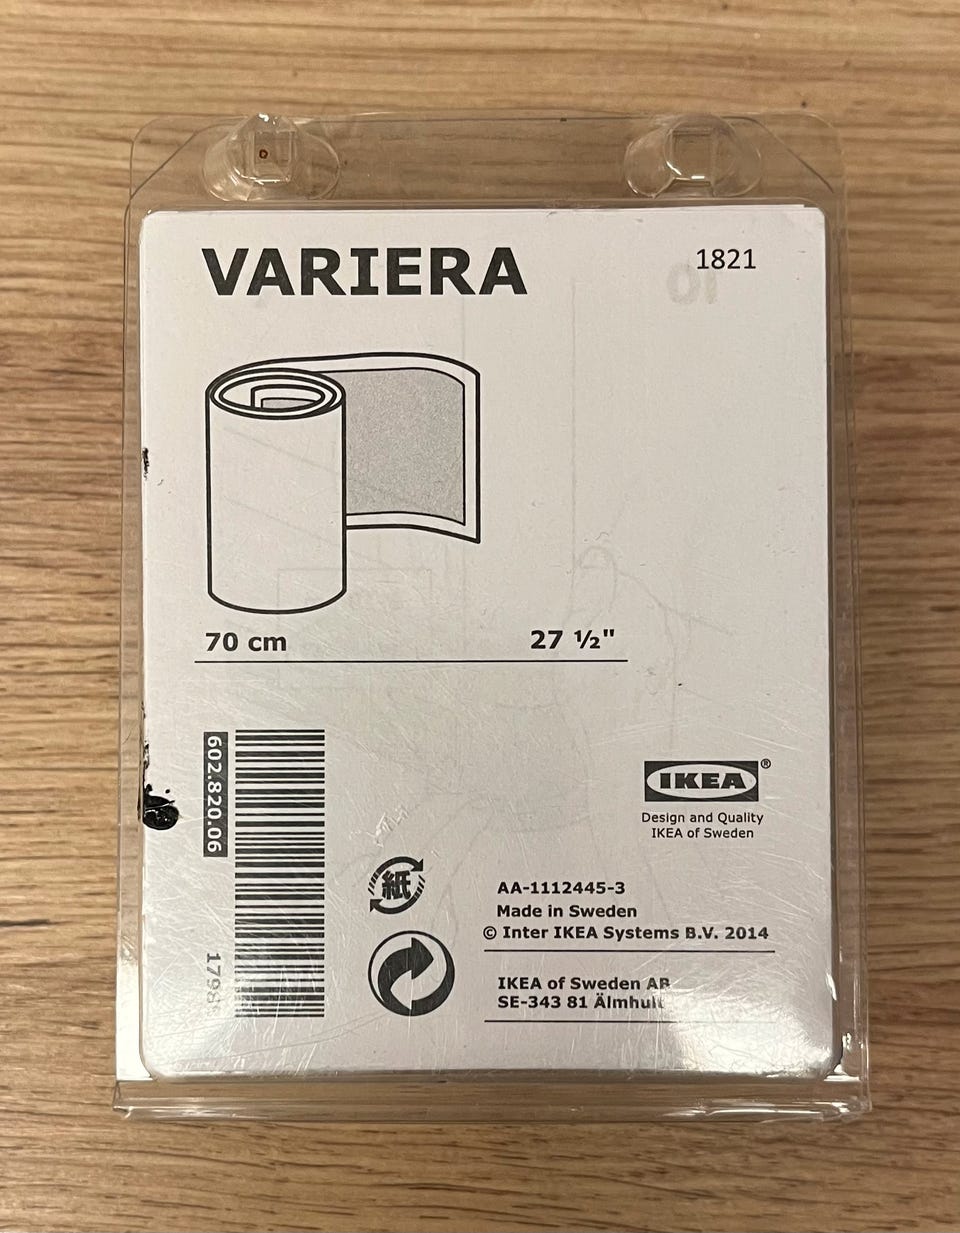 VARIERA
1821
10
70 cm
27 ½"
602.820.06
IKEA®
Design and Quality
IKEA of Sweden
紙
AA-1112445-3
Made in Sweden
© Inter IKEA Systems B.V. 2014
IKEA of Sweden AB
SE-343 81 Älmhult